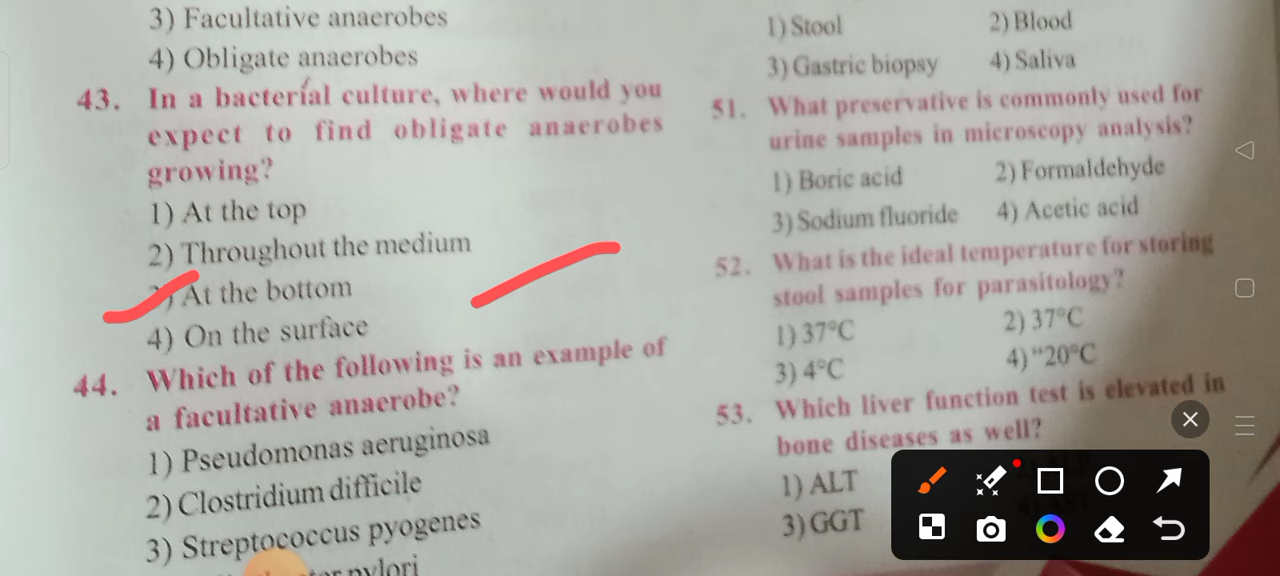 3) Facultative anaerobes
4) Obligate anaerobes
43. In a bacterial culture, where would you
expect to find obligate anaerobes
growing?
1) At the top
2) Throughout the medium
At the bottom
4) On the surface
44. Which of the following is an example of
a facultative anaerobe?
1) Pseudomonas aeruginosa
2) Clostridium difficile
3) Streptococcus pyogenes
pylori
1) Stool 2) Blood
3) Gastric biopsy 4) Saliva
51. What preservative is commonly used for
urine samples in microscopy analysis?
1) Boric acid 2) Formaldehyde
3) Sodium fluoride 4) Acetic acid
52. What is the ideal temperature for storing
stool samples for parasitology?
1) 37°C 2) 37°C
3) 4°C 4) “20°C
53. Which liver function test is elevated in
bone diseases as well?
1) ALT
3) GGT